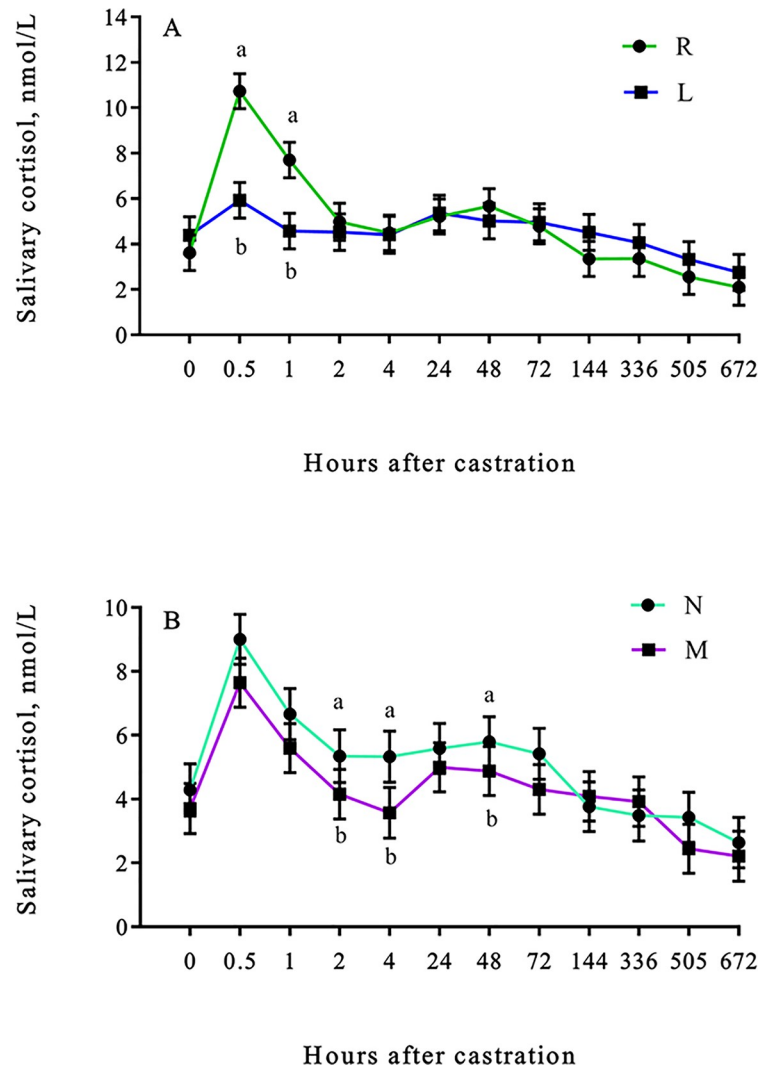 A
R
L
Salivary cortisol, nmol/L
14
12
10
8
6
4
2
0
a
a
b
b
0 0.5 1 2 4 24 48 72 144 336 505 672
Hours after castration
B
N
M
Salivary cortisol, nmol/L
10
8
6
4
2
0
a
a
a
b
b
b
0 0.5 1 2 4 24 48 72 144 336 505 672
Hours after castration